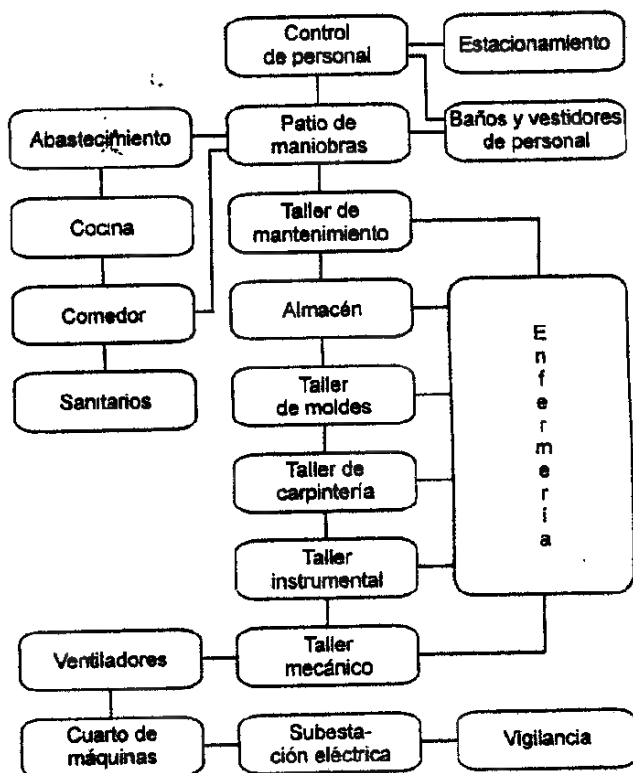 Control
de personal
Estacionamiento
Abastecimiento
Patio de
maniobras
Baños y vestidores
de personal
Cocina
Taller de
mantenimiento
Comedor
Almacén
Enfermería
Sanitarios
Taller
de moldes
Taller de
carpintería
Taller
instrumental
Ventiladores
Taller
mecánico
Cuarto de
máquinas
Subesta-
ción eléctrica
Vigilancia